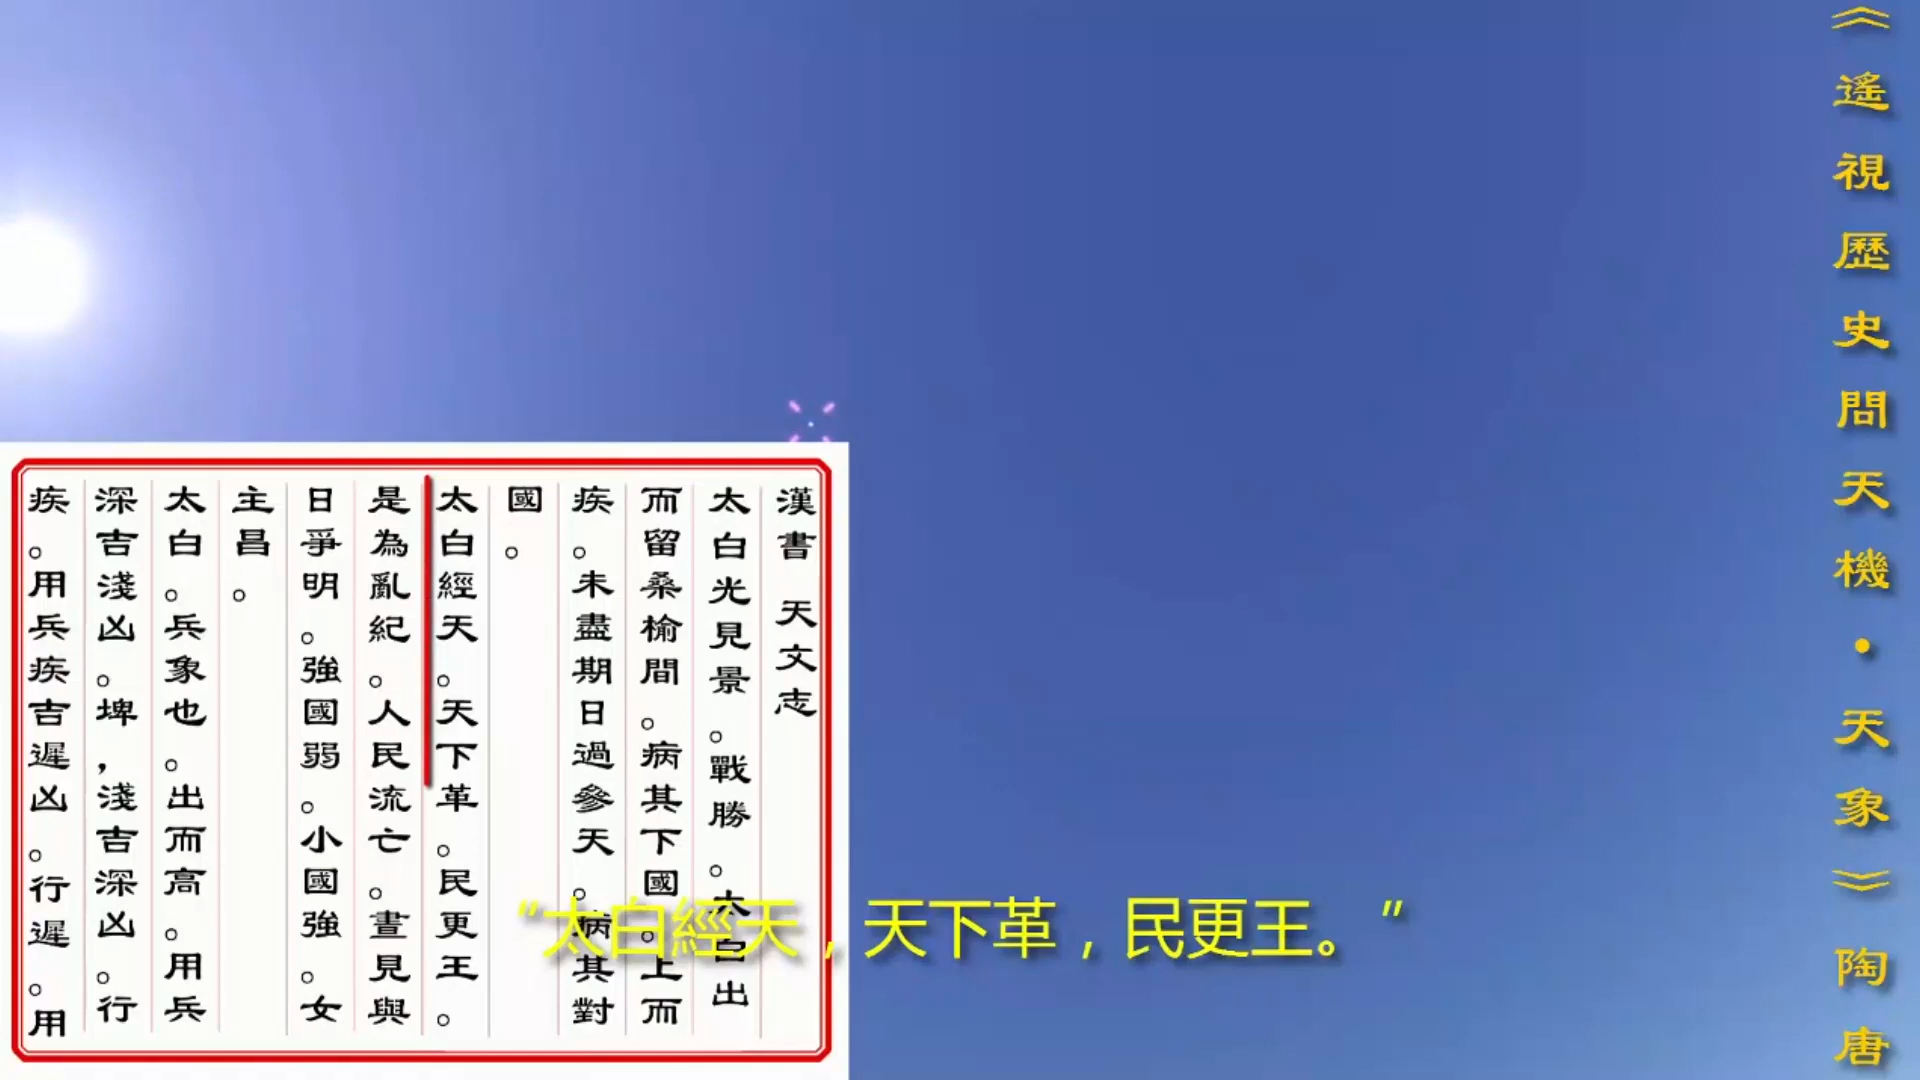 《遙視歷史問天機·天象》陶唐
漢書 天文志
太白光見景。戰勝。太白出
而留桑榆間。病其下國。上而
疾。未盡期日過參天。病其對
國。
太白經天。天下革。民更王。
是為亂紀。人民流亡。晝見與
日爭明。強國弱。小國強。女
主昌。
太白。兵象也。出而高。用兵
深吉淺凶。埤,淺吉深凶。行
疾。用兵疾吉遲凶。行遲。用
“太白經天,天下革,民更王。”